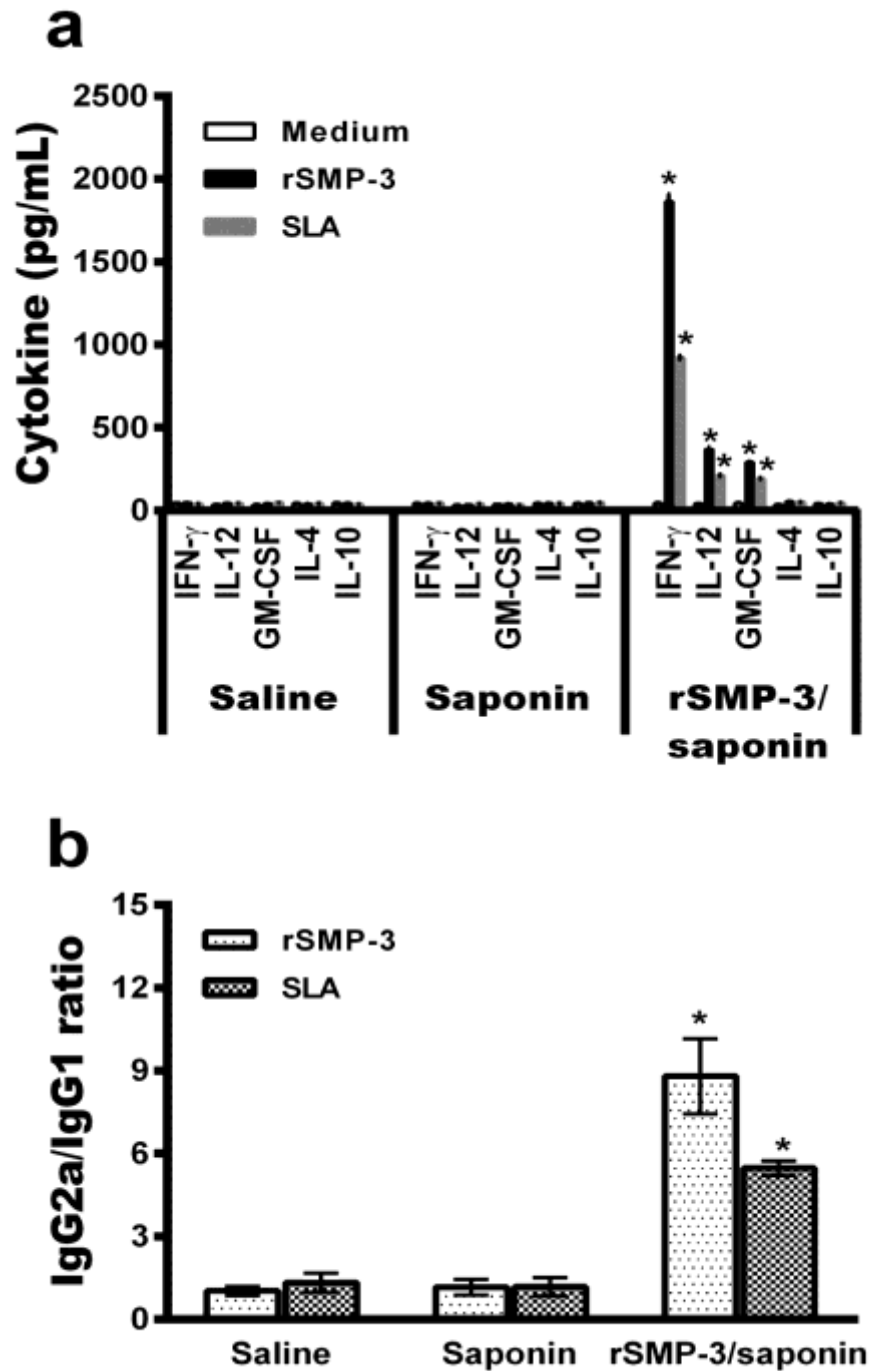 a
2500
2000
1500
1000
500
0
Cytokine (pg/mL)
Medium
rSMP-3
SLA
*
*
*
*
*
*
IFN-γ
IL-12
GM-CSF
IL-4
IL-10
IFN-γ
IL-12
GM-CSF
IL-4
IL-10
IFN-γ
IL-12
GM-CSF
IL-4
IL-10
Saline
Saponin
rSMP-3/
saponin
b
15
12
9
6
3
0
IgG2a/IgG1 ratio
rSMP-3
SLA
*
*
Saline
Saponin
rSMP-3/saponin